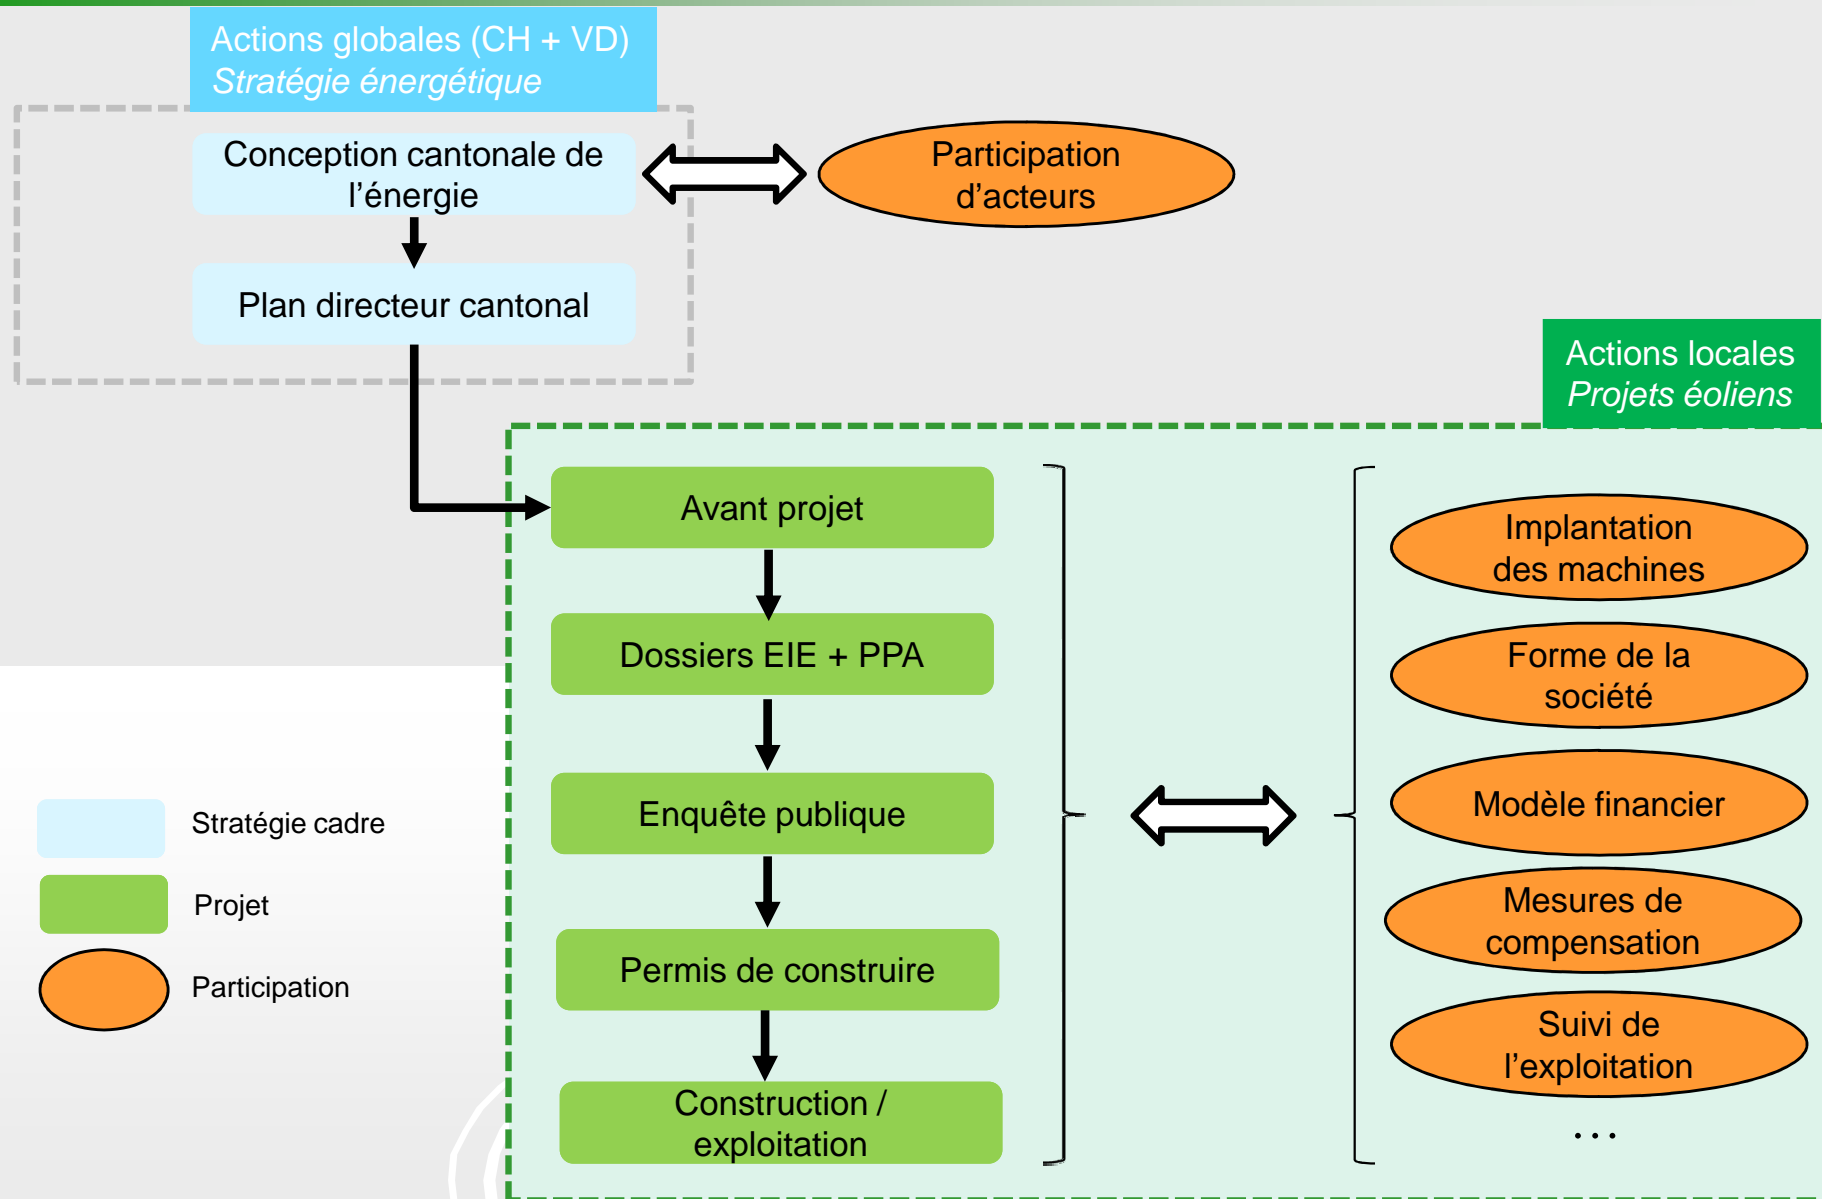 Actions globales (CH + VD)
Stratégie énergétique
Conception cantonale de
l’énergie
Participation
d’acteurs
Plan directeur cantonal
Actions locales
Projets éoliens
Avant projet
Dossiers EIE + PPA
Enquête publique
Permis de construire
Construction /
exploitation
Implantation
des machines
Forme de la
société
Modèle financier
Mesures de
compensation
Suivi de
l’exploitation
…
Stratégie cadre
Projet
Participation